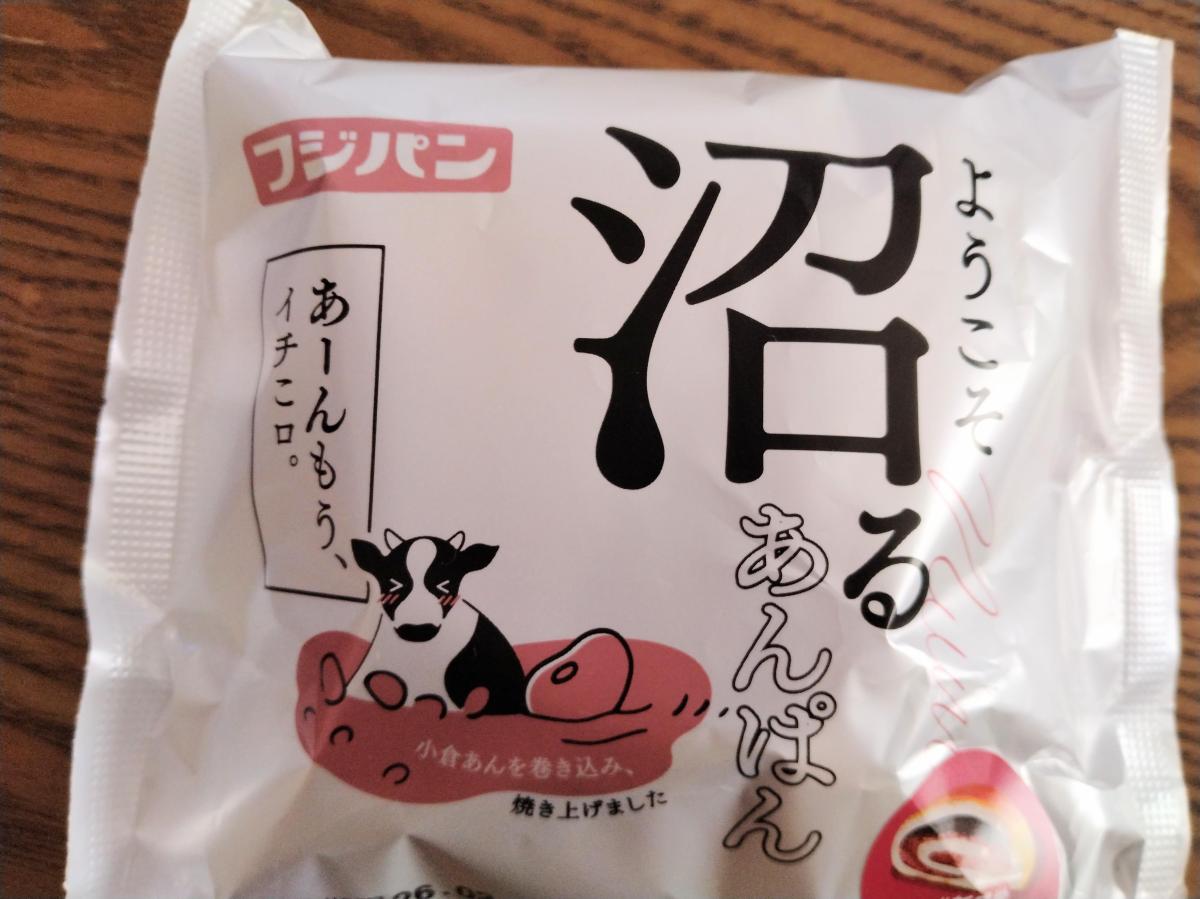 フジパン
ようこそ
沼る
あんぱん
あーんもう、
イチこロ。
小倉あんを巻き込み、
焼き上げました